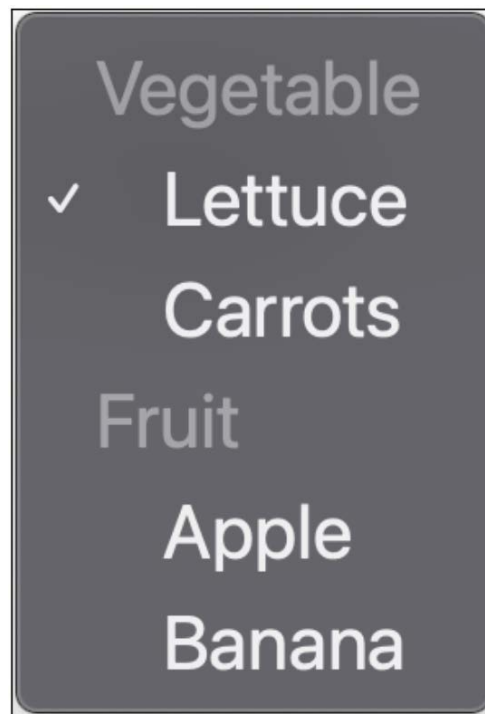 Vegetable
✓ Lettuce
Carrots
Fruit
Apple
Banana